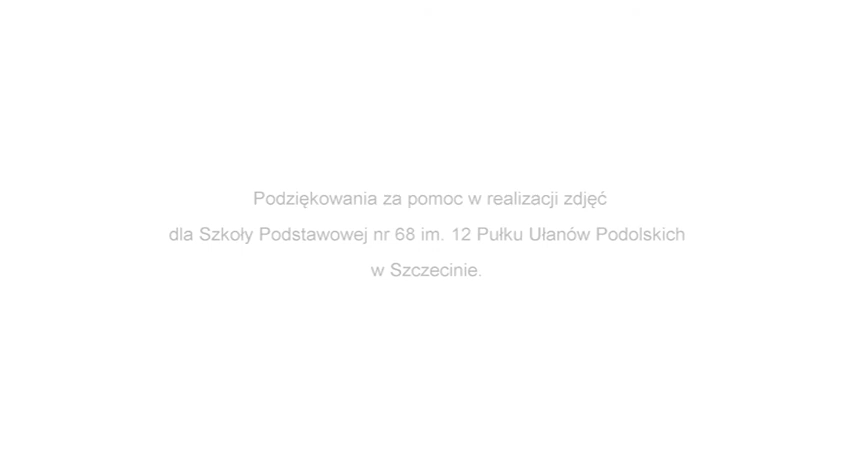 Podziękowania za pomoc w realizacji zdjęć
dla Szkoły Podstawowej nr 68 im. 12 Pułku Ułanów Podolskich
w Szczecinie.